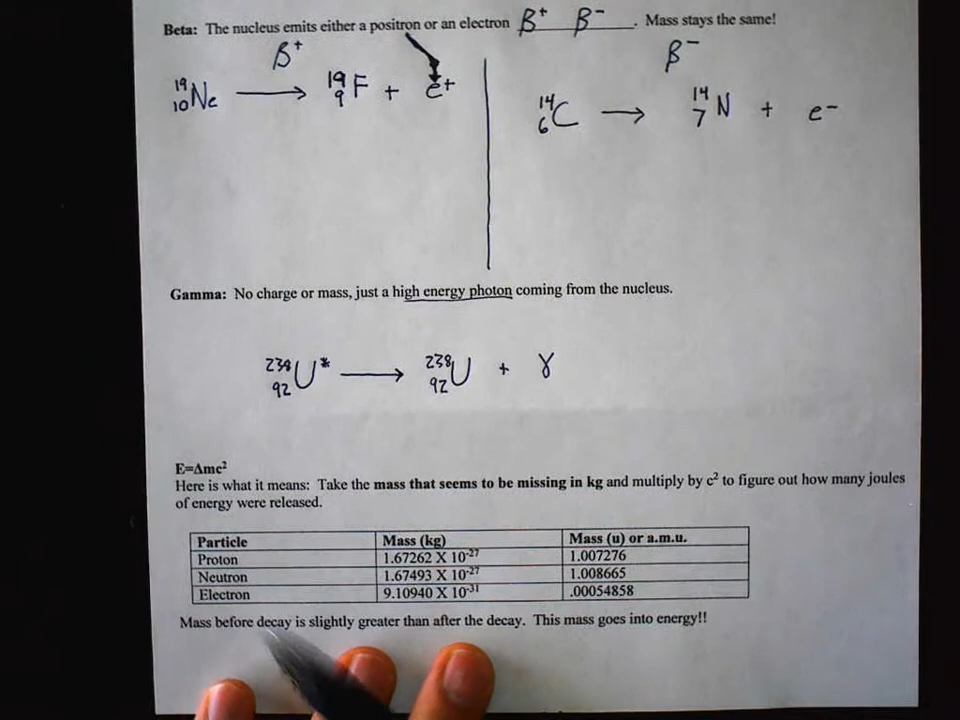 Beta: The nucleus emits either a positron or an electron β⁺ β⁻. Mass stays the same!
β⁺ β⁻
¹⁹₁₀Ne → ¹⁹₉F + e⁺
¹⁴₆C → ¹⁴₇N + e⁻
Gamma: No charge or mass, just a high energy photon coming from the nucleus.
²³⁸₉₂U* → ²³⁸₉₂U + γ
E=Δmc²
Here is what it means: Take the mass that seems to be missing in kg and multiply by c² to figure out how many joules
of energy were released.
Particle Mass (kg) Mass (u) or a.m.u.
Proton 1.67262 X 10⁻²⁷ 1.007276
Neutron 1.67493 X 10⁻²⁷ 1.008665
Electron 9.10940 X 10⁻³¹ .00054858
Mass before decay is slightly greater than after the decay. This mass goes into energy!!